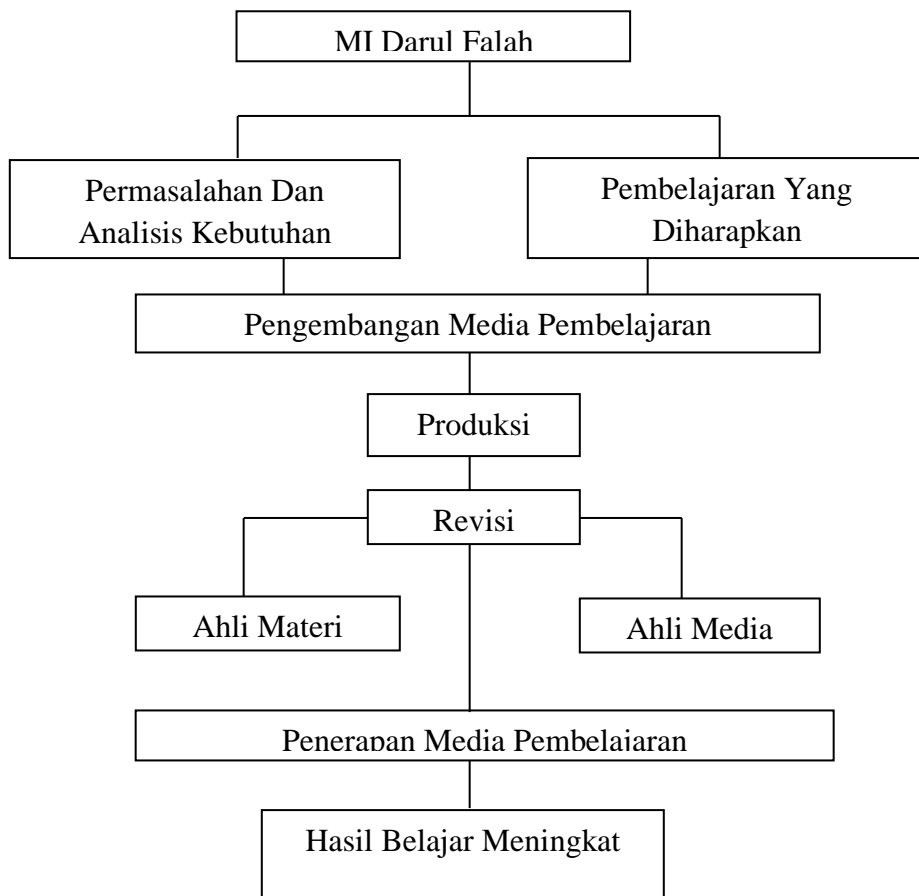 MI Darul Falah
Permasalahan Dan
Analisis Kebutuhan
Pembelajaran Yang
Diharapkan
Pengembangan Media Pembelajaran
Produksi
Revisi
Ahli Materi
Ahli Media
Penerapan Media Pembelajaran
Hasil Belajar Meningkat